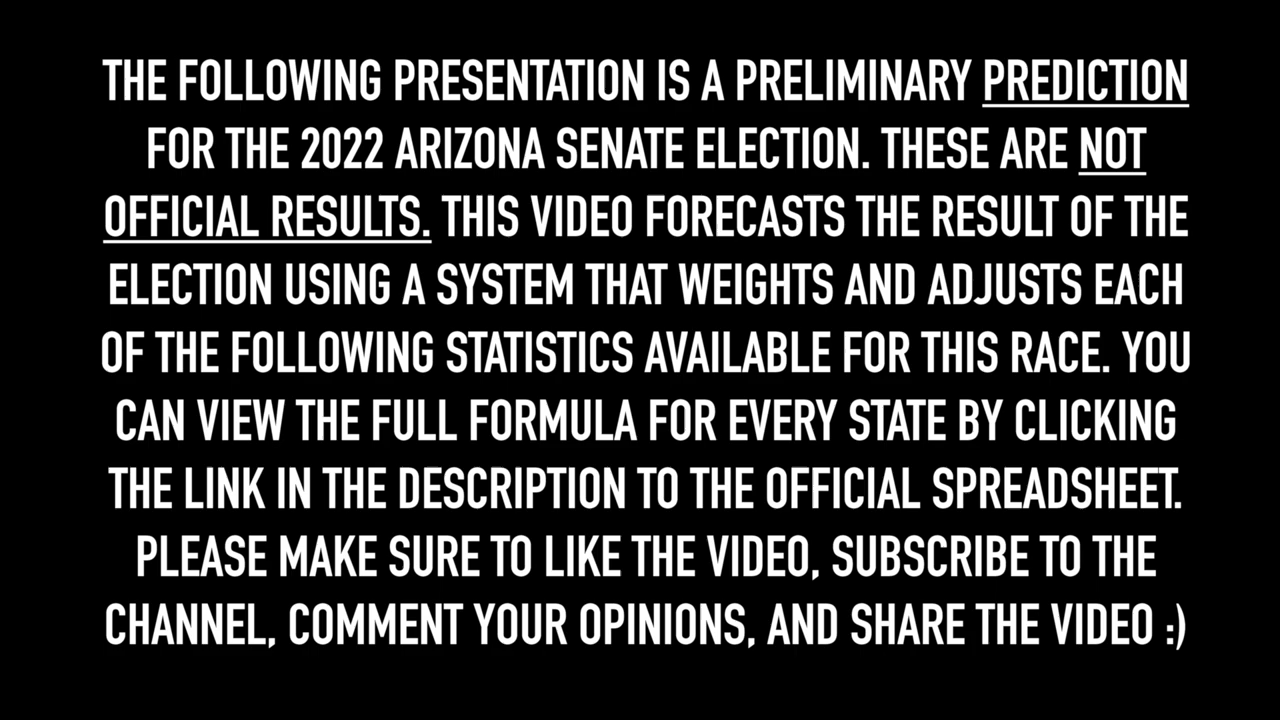 THE FOLLOWING PRESENTATION IS A PRELIMINARY PREDICTION
FOR THE 2022 ARIZONA SENATE ELECTION. THESE ARE NOT
OFFICIAL RESULTS. THIS VIDEO FORECASTS THE RESULT OF THE
ELECTION USING A SYSTEM THAT WEIGHTS AND ADJUSTS EACH
OF THE FOLLOWING STATISTICS AVAILABLE FOR THIS RACE. YOU
CAN VIEW THE FULL FORMULA FOR EVERY STATE BY CLICKING
THE LINK IN THE DESCRIPTION TO THE OFFICIAL SPREADSHEET.
PLEASE MAKE SURE TO LIKE THE VIDEO, SUBSCRIBE TO THE
CHANNEL, COMMENT YOUR OPINIONS, AND SHARE THE VIDEO :)